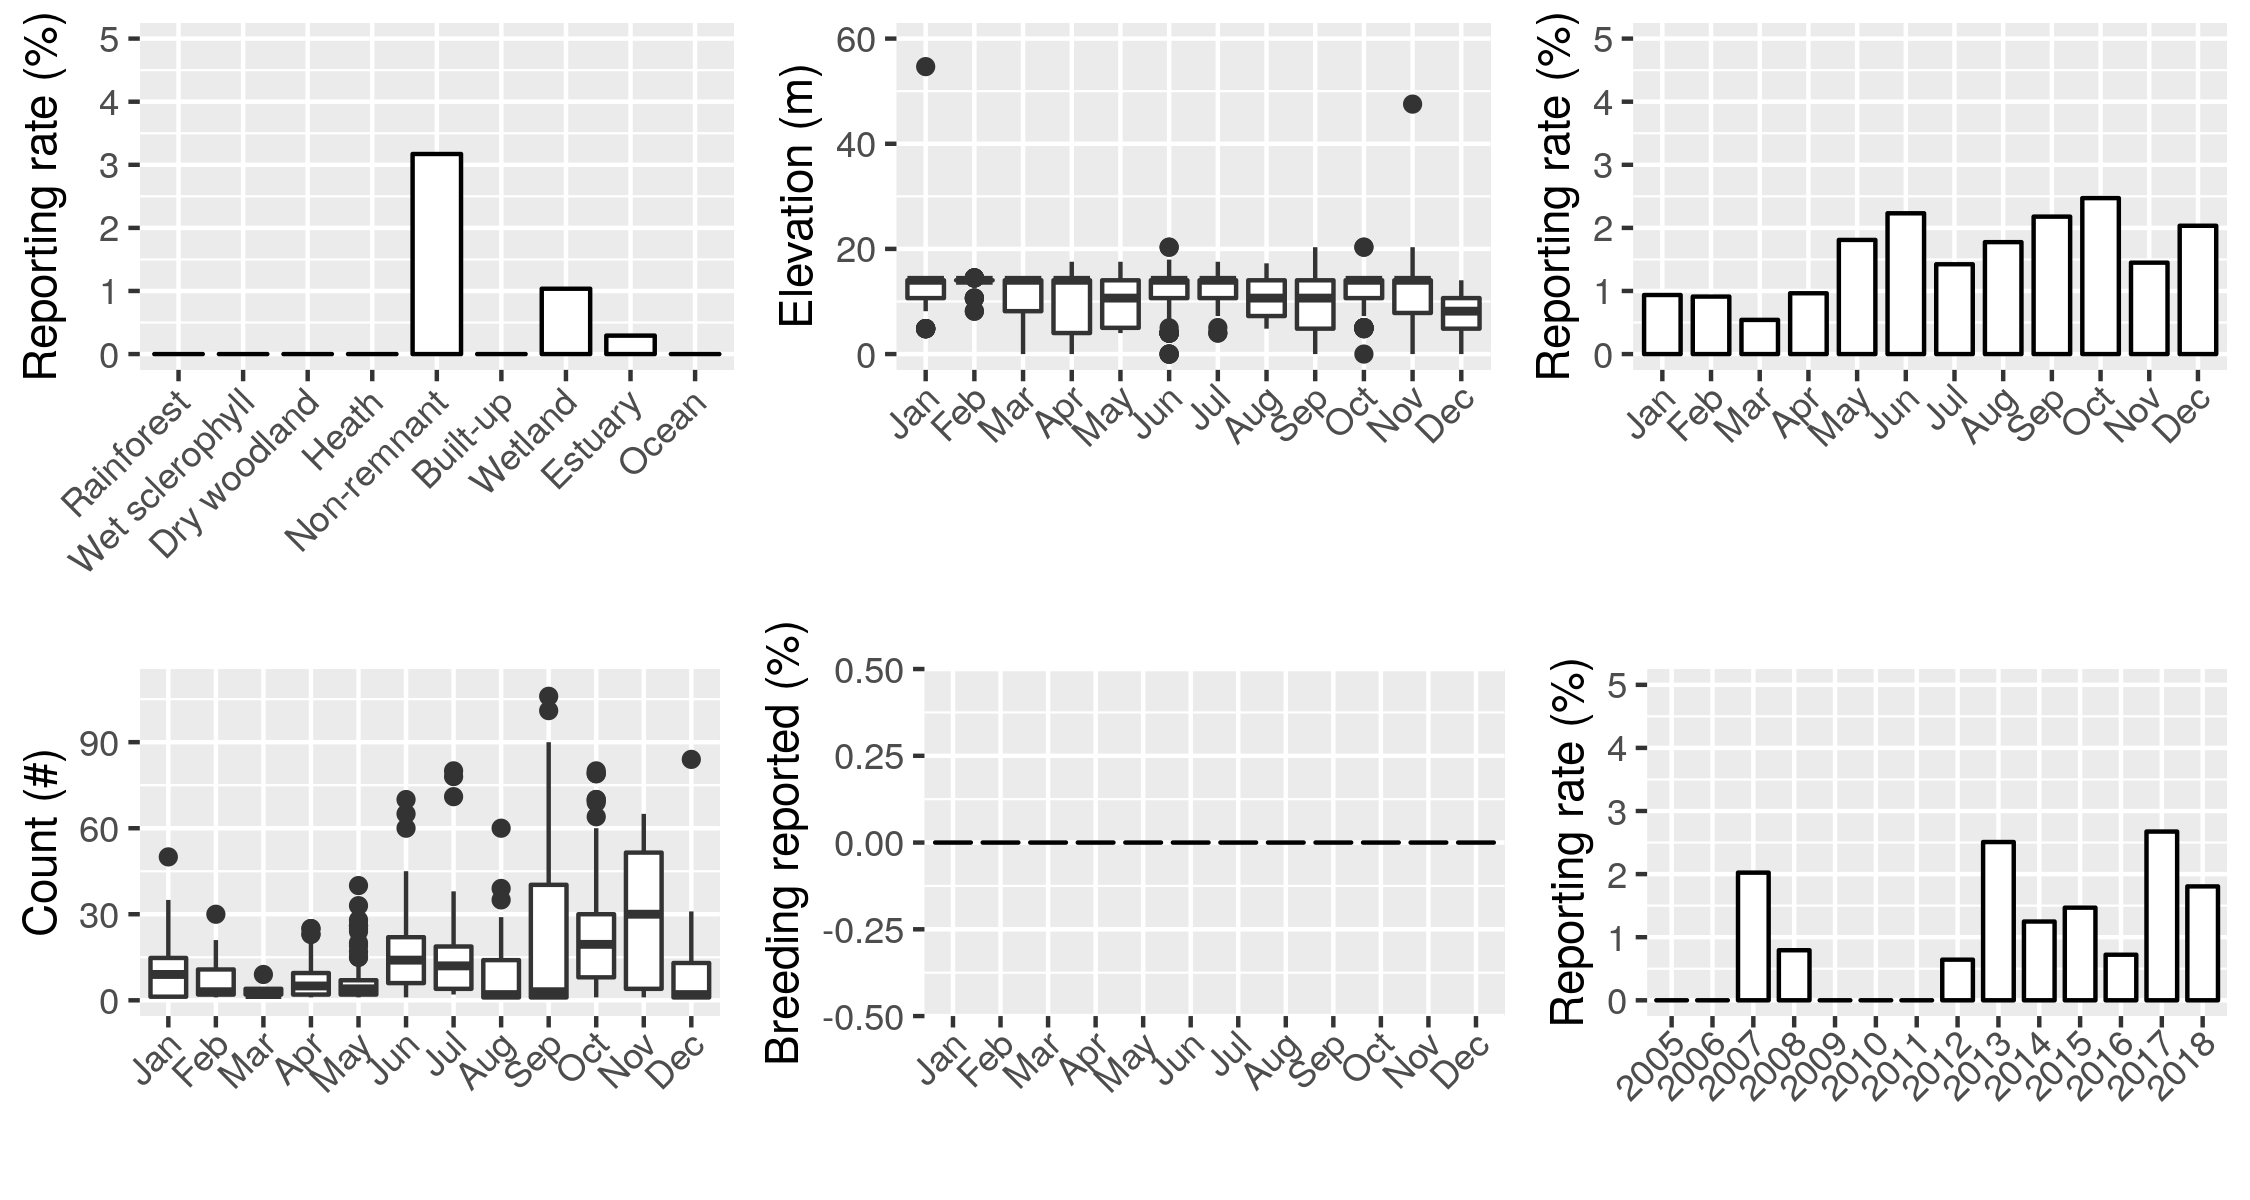 Reporting rate (%)
5
4
3
2
1
0
Rainforest
Wet sclerophyll
Dry woodland
Heath
Non-remnant
Built-up
Wetland
Estuary
Ocean
Elevation (m)
60
40
20
0
Jan
Feb
Mar
Apr
May
Jun
Jul
Aug
Sep
Oct
Nov
Dec
Reporting rate (%)
5
4
3
2
1
0
Jan
Feb
Mar
Apr
May
Jun
Jul
Aug
Sep
Oct
Nov
Dec
Count (#)
90
60
30
0
Jan
Feb
Mar
Apr
May
Jun
Jul
Aug
Sep
Oct
Nov
Dec
Breeding reported (%)
0.50
0.25
0.00
-0.25
-0.50
Jan
Feb
Mar
Apr
May
Jun
Jul
Aug
Sep
Oct
Nov
Dec
Reporting rate (%)
5
4
3
2
1
0
2005
2006
2007
2008
2009
2010
2011
2012
2013
2014
2015
2016
2017
2018